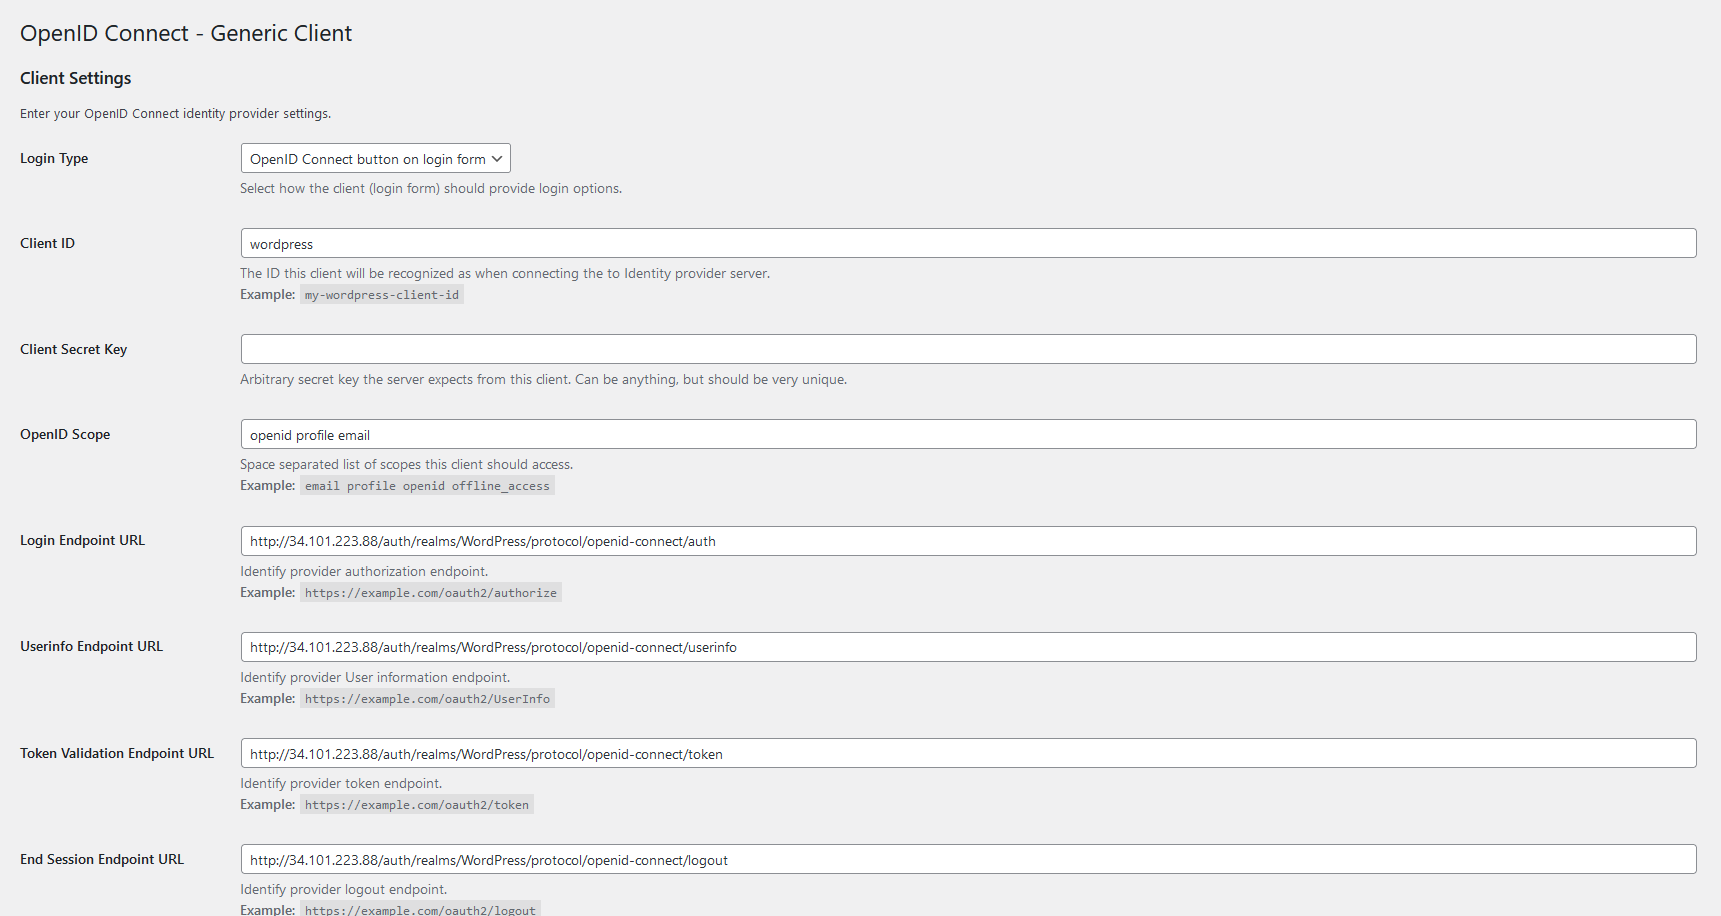 OpenID Connect - Generic Client
Client Settings
Enter your OpenID Connect identity provider settings.
Login Type
OpenID Connect button on login form
Select how the client (login form) should provide login options.
Client ID
wordpress
The ID this client will be recognized as when connecting the to Identity provider server.
Example: my-wordpress-client-id
Client Secret Key
Arbitrary secret key the server expects from this client. Can be anything, but should be very unique.
OpenID Scope
openid profile email
Space separated list of scopes this client should access.
Example: email profile openid offline_access
Login Endpoint URL
http://34.101.223.88/auth/realms/WordPress/protocol/openid-connect/auth
Identify provider authorization endpoint.
Example: https://example.com/oauth2/authorize
Userinfo Endpoint URL
http://34.101.223.88/auth/realms/WordPress/protocol/openid-connect/userinfo
Identify provider User information endpoint.
Example: https://example.com/oauth2/UserInfo
Token Validation Endpoint URL
http://34.101.223.88/auth/realms/WordPress/protocol/openid-connect/token
Identify provider token endpoint.
Example: https://example.com/oauth2/token
End Session Endpoint URL
http://34.101.223.88/auth/realms/WordPress/protocol/openid-connect/logout
Identify provider logout endpoint.
Example: https://example.com/oauth2/logout